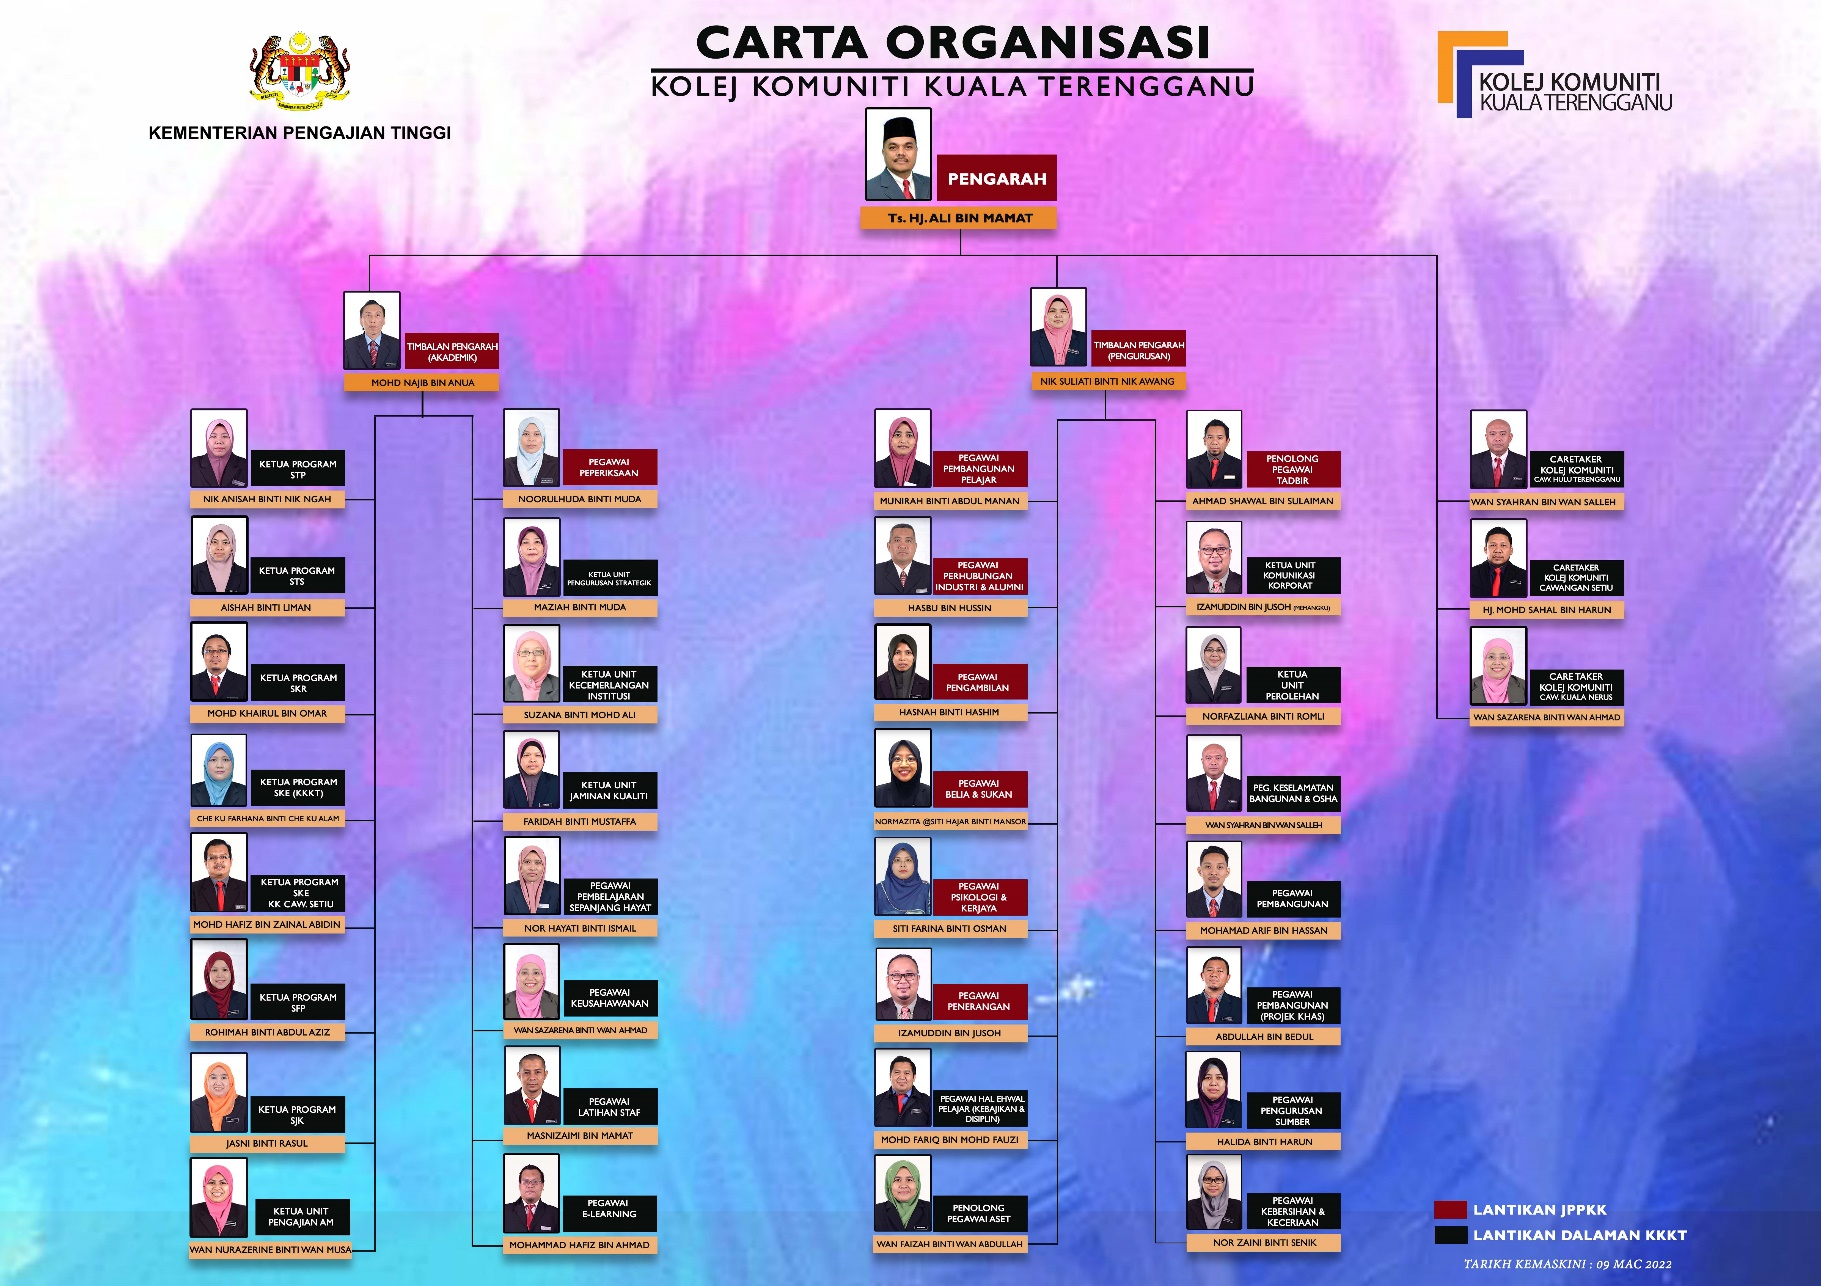 CARTA ORGANISASI
KOLEJ KOMUNITI KUALA TERENGGANU
KEMENTERIAN PENGAJIAN TINGGI
KOLEJ KOMUNITI
KUALA TERENGGANU
PENGARAH
Ts. HJ. ALI BIN MAMAT
TIMBALAN PENGARAH
(AKADEMIK)
MOHD NAJIB BIN ANUA
TIMBALAN PENGARAH
(PENGURUSAN)
NIK SULIATI BINTI NIK AWANG
KETUA PROGRAM
STP
NIK ANISAH BINTI NIK NGAH
KETUA PROGRAM
STS
AISHAH BINTI LIMAN
KETUA PROGRAM
SKR
MOHD KHAIRUL BIN OMAR
KETUA PROGRAM
SKE (KKKT)
CHE KU FARHANA BINTI CHE KU ALAM
KETUA PROGRAM
SKE
KK CAW. SETIU
MOHD HAFIZ BIN ZAINAL ABIDIN
KETUA PROGRAM
SFP
ROHIMAH BINTI ABDUL AZIZ
KETUA PROGRAM
SJK
JASNI BINTI RASUL
KETUA UNIT
PENGAJIAN AM
WAN NURAZERINE BINTI WAN MUSA
PEGAWAI
PEPERIKSAAN
NOORULHUDA BINTI MUDA
KETUA UNIT
PENGURUSAN STRATEGIK
MAZIAH BINTI MUDA
KETUA UNIT
KECEMERLANGAN
INSTITUSI
SUZANA BINTI MOHD ALI
KETUA UNIT
JAMINAN KUALITI
FARIDAH BINTI MUSTAFFA
PEGAWAI
PEMBELAJARAN
SEPANJANG HAYAT
NOR HAYATI BINTI ISMAIL
PEGAWAI
KEUSAHAWANAN
WAN SAZARENA BINTI WAN AHMAD
PEGAWAI
LATIHAN STAF
MASNIZAIMI BIN MAMAT
PEGAWAI
E-LEARNING
MOHAMMAD HAFIZ BIN AHMAD
PEGAWAI
PEMBANGUNAN
PELAJAR
MUNIRAH BINTI ABDUL MANAN
PEGAWAI
PERHUBUNGAN
INDUSTRI & ALUMNI
HASBU BIN HUSSIN
PEGAWAI
PENGAMBILAN
HASNAH BINTI HASHIM
PEGAWAI
BELIA & SUKAN
NORMAZITA @SITI HAJAR BINTI MANSOR
PEGAWAI
PSIKOLOGI &
KERJAYA
SITI FARINA BINTI OSMAN
PEGAWAI
PENERANGAN
IZAMUDDIN BIN JUSOH
PEGAWAI HAL EHWAL
PELAJAR (KEBAJIKAN &
DISIPLIN)
MOHD FARIQ BIN MOHD FAUZI
PENOLONG
PEGAWAI ASET
WAN FAIZAH BINTI WAN ABDULLAH
PENOLONG
PEGAWAI
TADBIR
AHMAD SHAWAL BIN SULAIMAN
KETUA UNIT
KOMUNIKASI
KORPORAT
IZAMUDDIN BIN JUSOH (MEMANGKU)
KETUA
UNIT
PEROLEHAN
NORFAZLIANA BINTI ROMLI
PEG. KESELAMATAN
BANGUNAN & OSHA
WAN SYAHRAN BIN WAN SALLEH
PEGAWAI
PEMBANGUNAN
MOHAMAD ARIF BIN HASSAN
PEGAWAI
PEMBANGUNAN
(PROJEK KHAS)
ABDULLAH BIN BEDUL
PEGAWAI
PENGURUSAN
SUMBER
HALIDA BINTI HARUN
PEGAWAI
KEBERSIHAN &
KECERIAAN
NOR ZAINI BINTI SENIK
CARETAKER
KOLEJ KOMUNITI
CAW. HULU TERENGGANU
WAN SYAHRAN BIN WAN SALLEH
CARETAKER
KOLEJ KOMUNITI
CAWANGAN SETIU
HJ. MOHD SAHAL BIN HARUN
CARE TAKER
KOLEJ KOMUNITI
CAW. KUALA NERUS
WAN SAZARENA BINTI WAN AHMAD
LANTIKAN JPPKK
LANTIKAN DALAMAN KKKT
TARIKH KEMASKINI : 09 MAC 2022